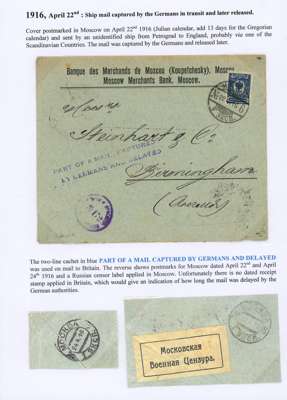 1916, April 22nd : Ship mail captured by the Germans in transit and later released.
Cover postmarked in Moscow on April 22nd 1916 (Julian calendar, add 13 days for the Gregorian
calendar) and sent by an unidentified ship from Petrograd to England, probably via one of the
Scandinavian Countries. The mail was captured by the Germans and released later.
Banque des Marchands de Moscou (Koupetchesky), Moscou.
Moscow Merchants Bank, Moscow.
Steinhart & Co.
PART OF A MAIL CAPTURED
BY GERMANS AND DELAYED
Birmingham
The two-line cachet in blue PART OF A MAIL CAPTURED BY GERMANS AND DELAYED
was used on mail to Britain. The reverse shows postmarks for Moscow dated April 22nd and April
24th 1916 and a Russian censor label applied in Moscow. Unfortunately there is no dated receipt
stamp applied in Britain, which would give an indication of how long the mail was delayed by the
German authorities.
МОСКВА
Московская
Военная Цензура.